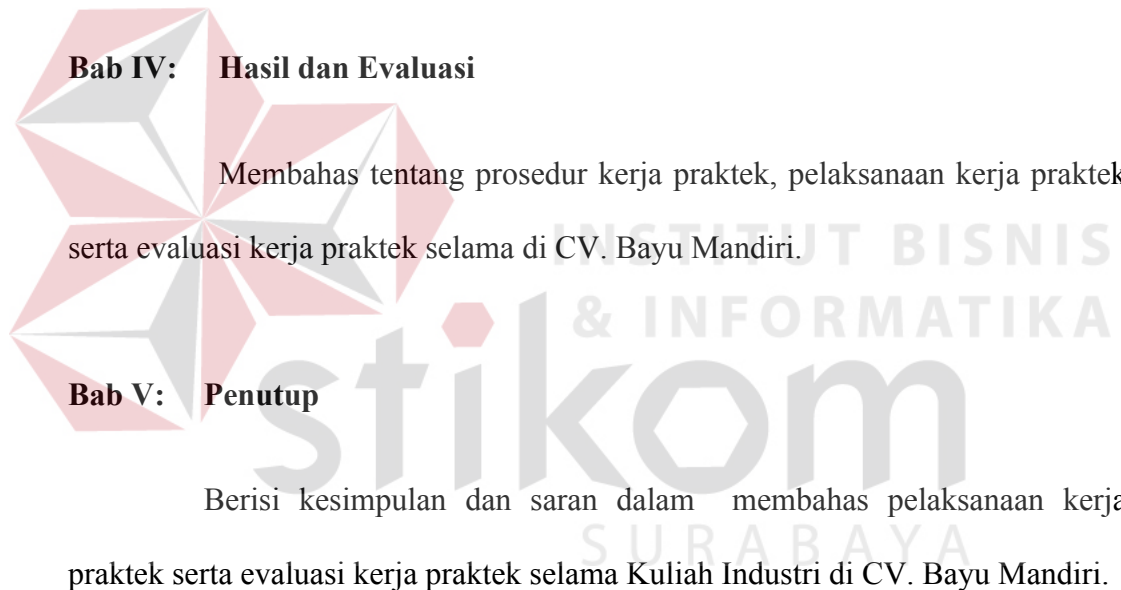 Bab IV: Hasil dan Evaluasi
Membahas tentang prosedur kerja praktek, pelaksanaan kerja praktek
serta evaluasi kerja praktek selama di CV. Bayu Mandiri.
INSTITUT BISNIS
& INFORMATIKA
stikom
Bab V: Penutup
Berisi kesimpulan dan saran dalam membahas pelaksanaan kerja
SURABAYA
praktek serta evaluasi kerja praktek selama Kuliah Industri di CV. Bayu Mandiri.